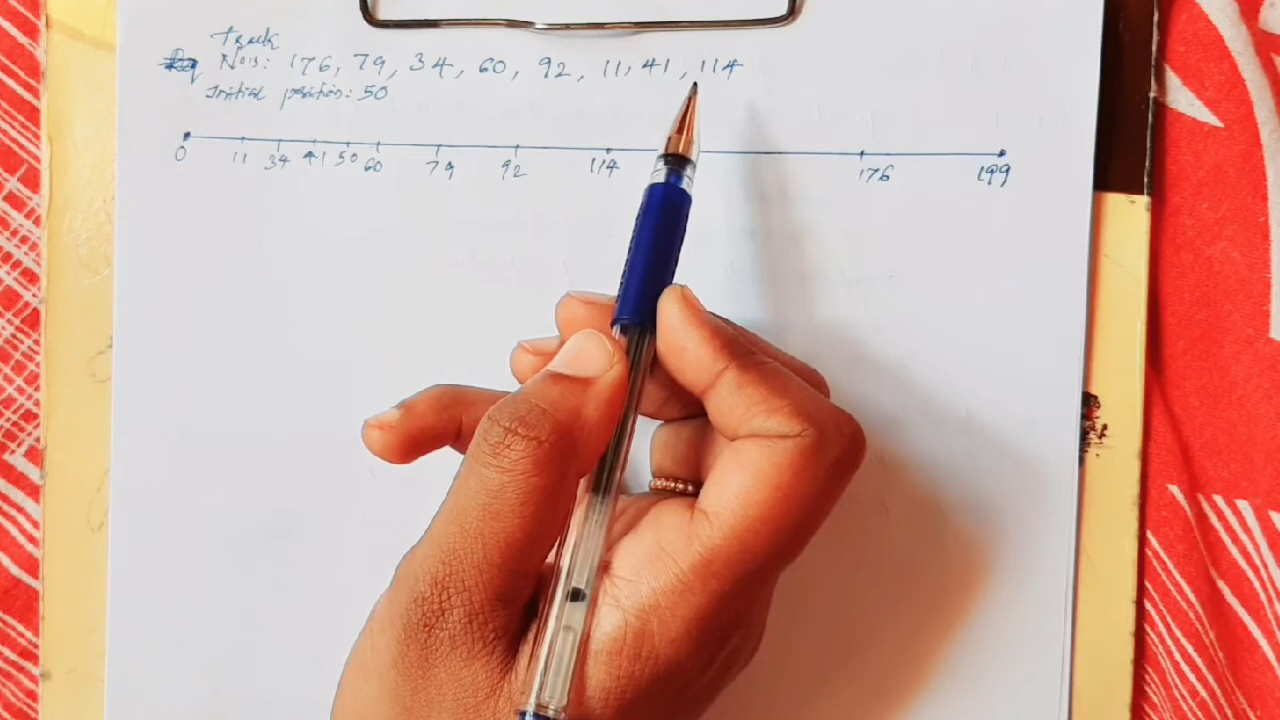 Track
Nos: 176, 79, 34, 60, 92, 11, 41, 114
Initial position: 50
0 11 34 41 50 60 79 92 114 176 199